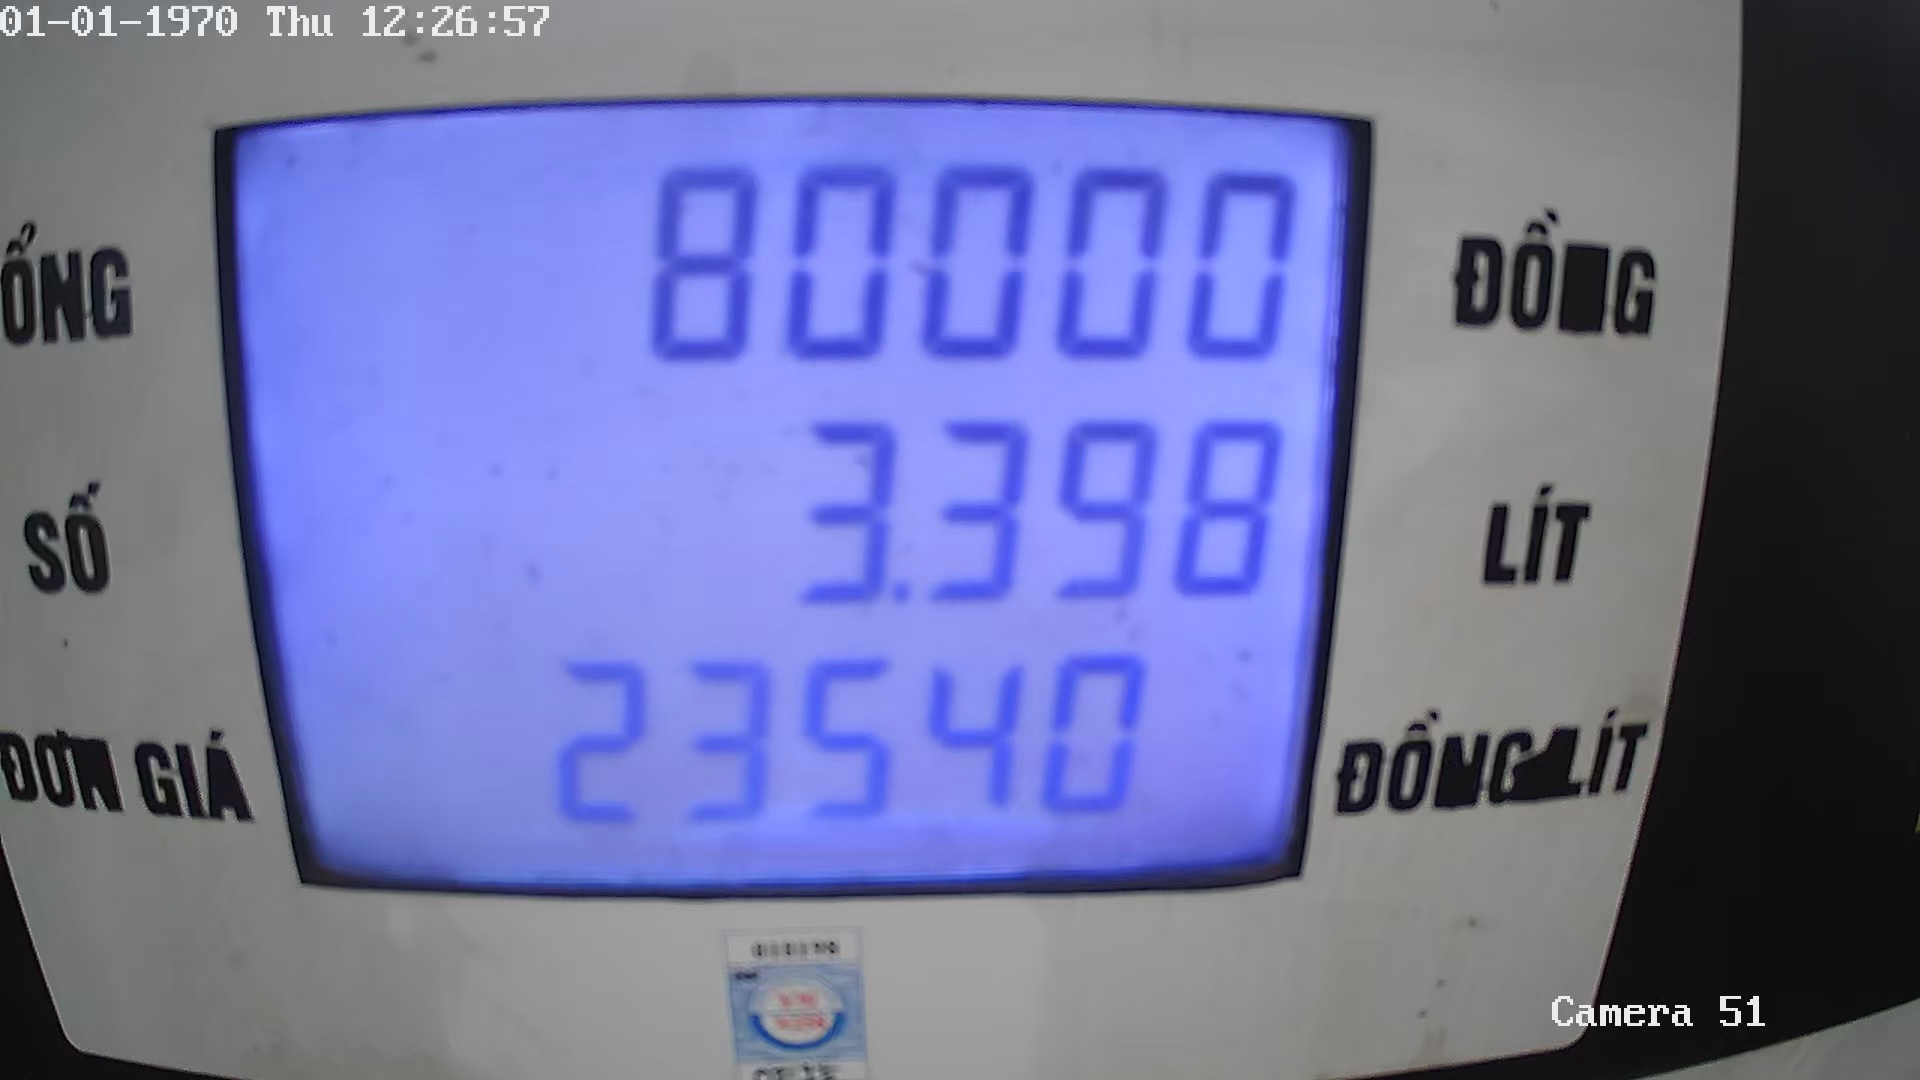 01-01-1970 Thu 12:26:57
ỔNG 80000 ĐỒNG
SỐ 3.398 LÍT
ĐƠN GIÁ 23540 ĐỒNG/LÍT
Camera 51